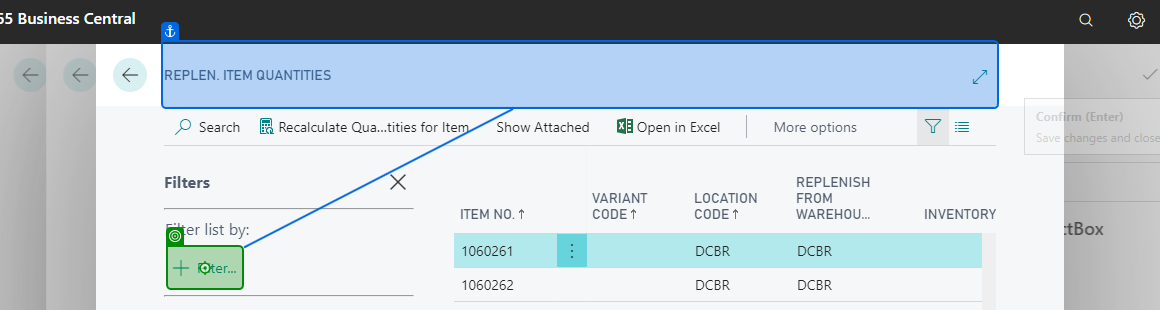 65 Business Central
REPLEN. ITEM QUANTITIES
Confirm (Enter)
Save changes and close
Search
Recalculate Qua...tities for Item
Show Attached
Open in Excel
More options
Filters
Filter list by:
Filter...
ITEM NO. ↑
VARIANT
CODE ↑
LOCATION
CODE ↑
REPLENISH
FROM
WAREHOU...
INVENTORY
ctBox
1060261
DCBR
DCBR
1060262
DCBR
DCBR